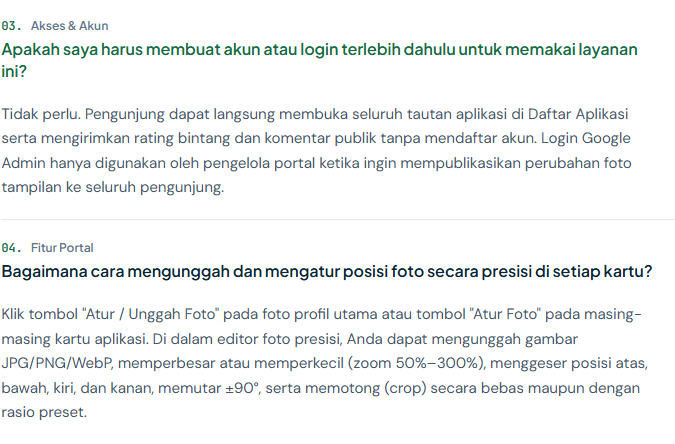 03. Akses & Akun
Apakah saya harus membuat akun atau login terlebih dahulu untuk memakai layanan
ini?
Tidak perlu. Pengunjung dapat langsung membuka seluruh tautan aplikasi di Daftar Aplikasi
serta mengirimkan rating bintang dan komentar publik tanpa mendaftar akun. Login Google
Admin hanya digunakan oleh pengelola portal ketika ingin mempublikasikan perubahan foto
tampilan ke seluruh pengunjung.
04. Fitur Portal
Bagaimana cara mengunggah dan mengatur posisi foto secara presisi di setiap kartu?
Klik tombol "Atur / Unggah Foto" pada foto profil utama atau tombol "Atur Foto" pada masing-
masing kartu aplikasi. Di dalam editor foto presisi, Anda dapat mengunggah gambar
JPG/PNG/WebP, memperbesar atau memperkecil (zoom 50%–300%), menggeser posisi atas,
bawah, kiri, dan kanan, memutar ±90°, serta memotong (crop) secara bebas maupun dengan
rasio preset.